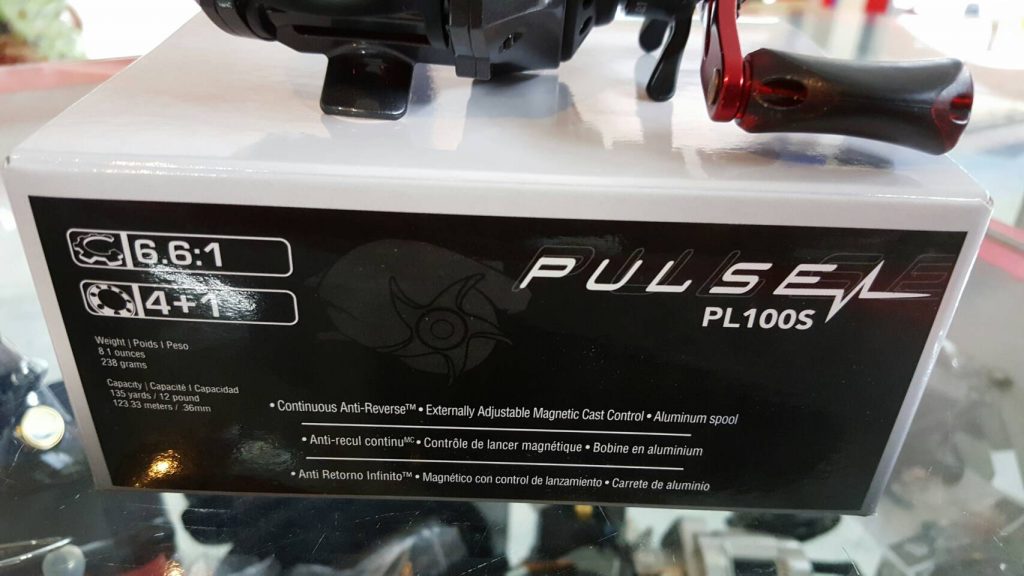 6.6:1
4+1
Weight | Poids | Peso
8.1 ounces
238 grams
Capacity | Capacité | Capacidad
135 yards / 12 pound
123.33 meters / .36mm
PULSE
PL100S
• Continuous Anti-Reverse™ • Externally Adjustable Magnetic Cast Control • Aluminum spool
• Anti-recul continuᴹᶜ • Contrôle de lancer magnétique • Bobine en aluminium
• Anti Retorno Infinito™ • Magnético con control de lanzamiento • Carrete de aluminio